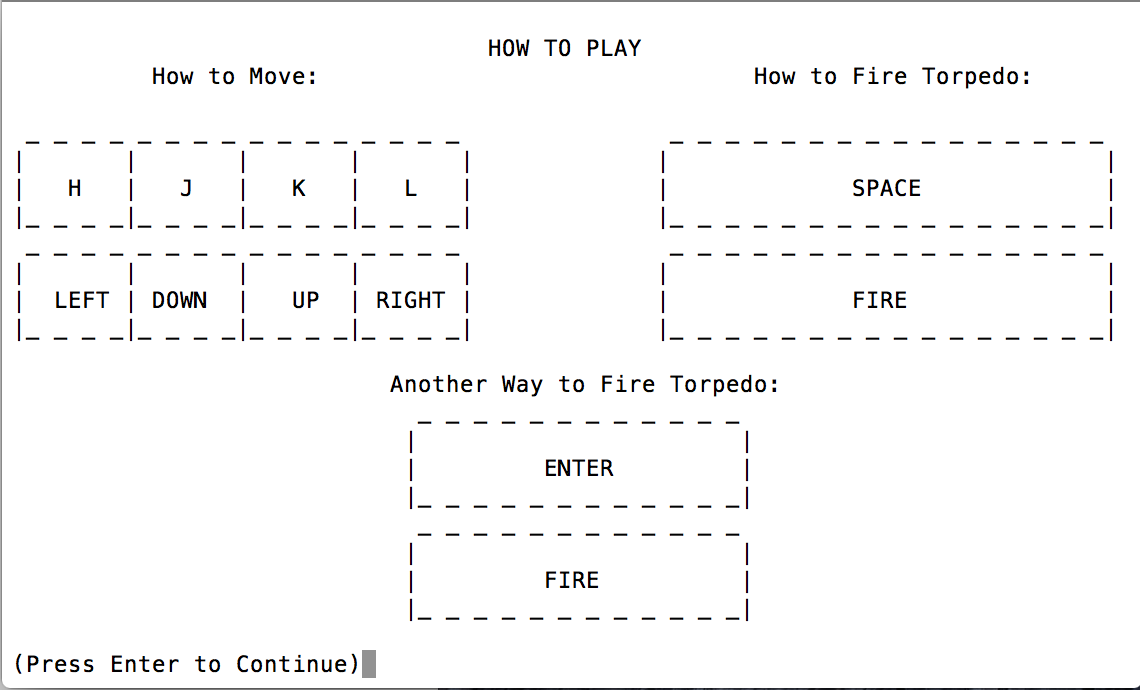 HOW TO PLAY
How to Move: How to Fire Torpedo:
H J K L SPACE
LEFT DOWN UP RIGHT FIRE
Another Way to Fire Torpedo:
ENTER
FIRE
(Press Enter to Continue)